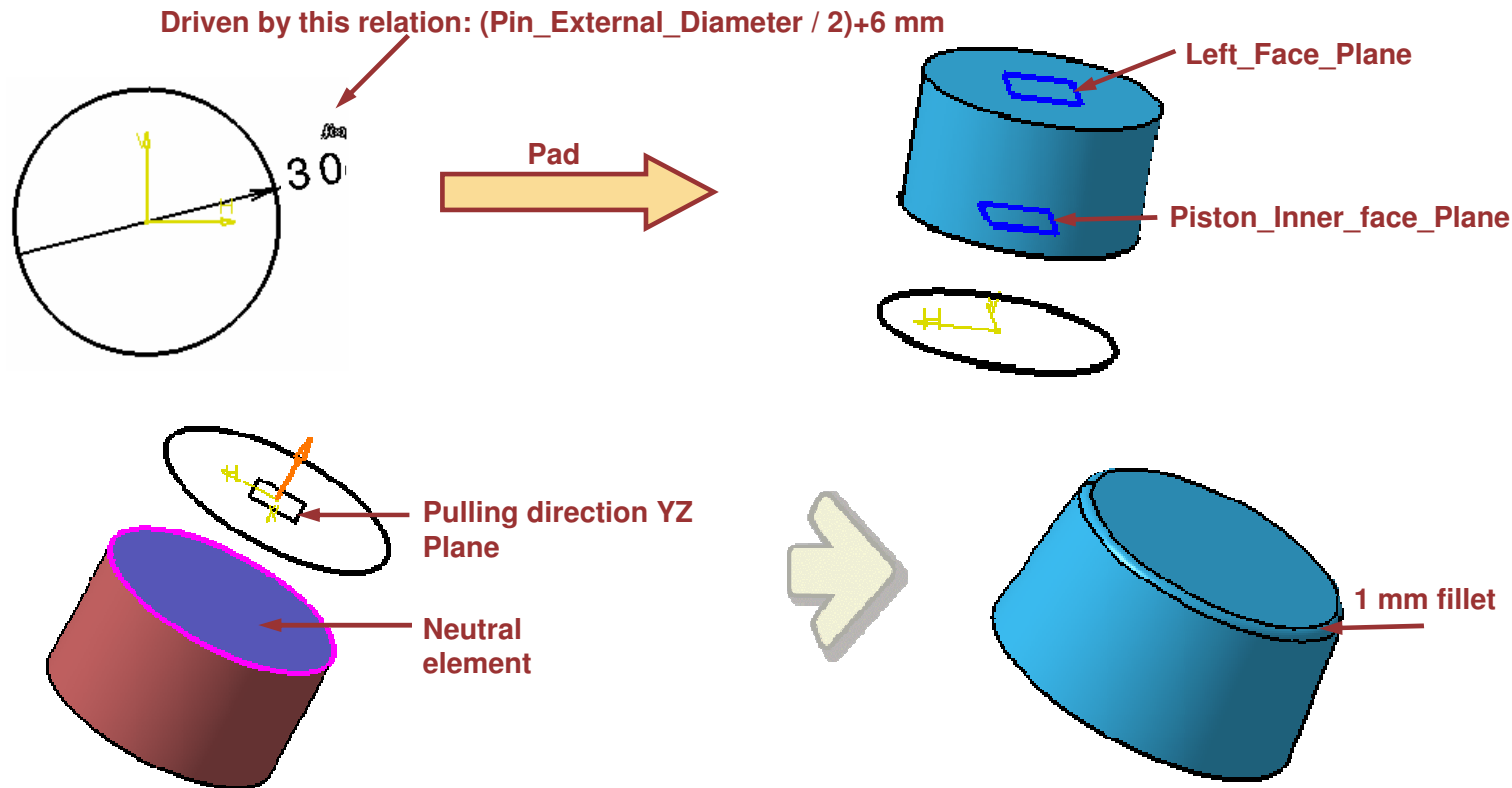 Driven by this relation: (Pin_External_Diameter / 2)+6 mm
Left_Face_Plane
f(x)
30
V
H
Pad
Piston_Inner_face_Plane
H
Pulling direction YZ
Plane
H
V
Neutral
element
1 mm fillet